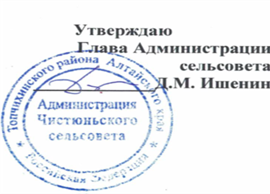 Утверждаю
Глава Администрации
сельсовета
Д.М. Ишенин
Топчихинского района Алтайского края
Администрация
Чистюньского
сельсовета
* Российская Федерация *